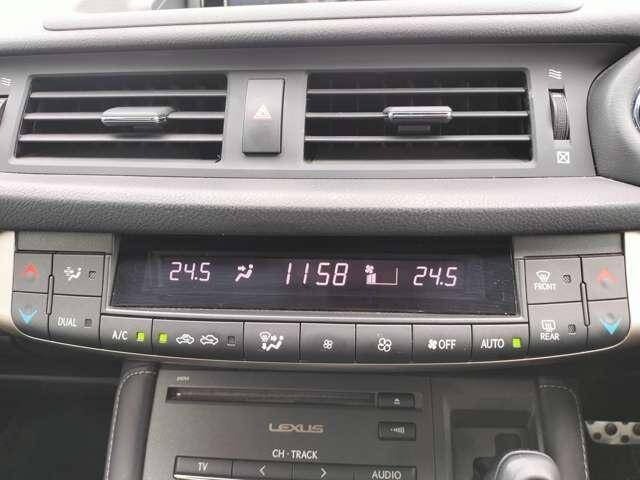 24.5 1158 24.5
FRONT
DUAL
REAR
A/C
OFF
AUTO
LEXUS
CH·TRACK
TV < > AUDIO